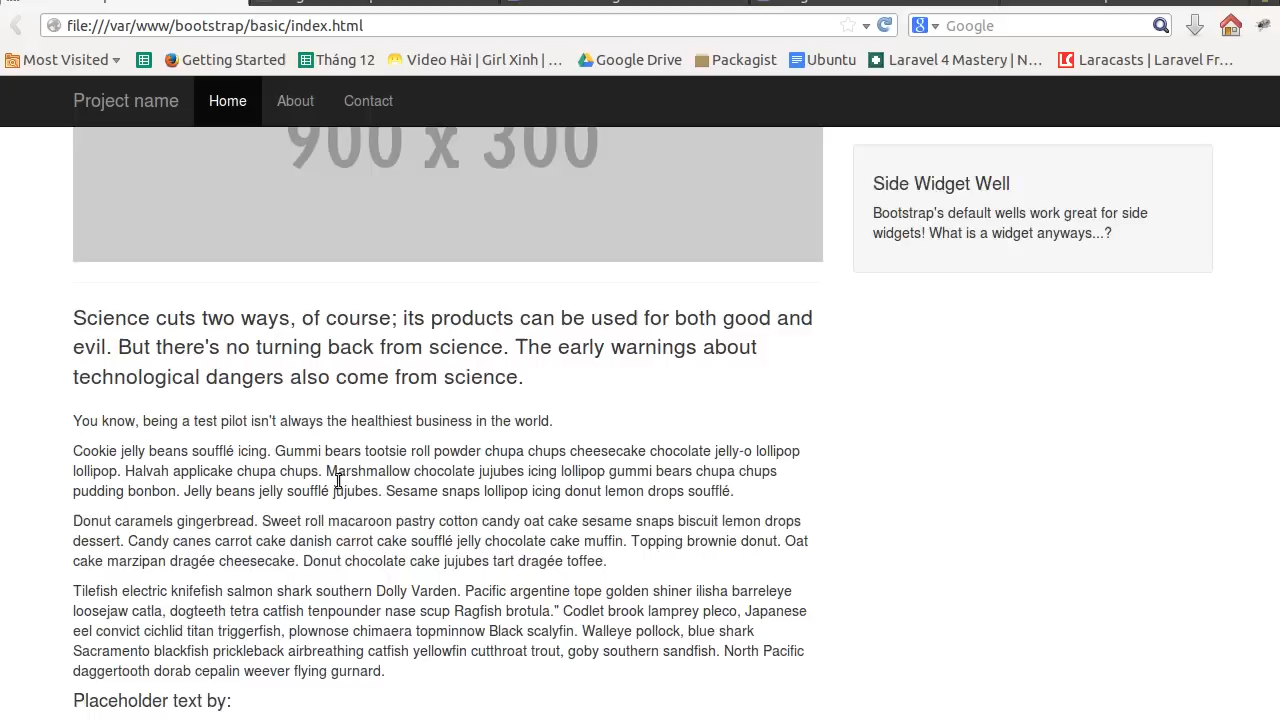 file:///var/www/bootstrap/basic/index.html
Google
Most Visited
Getting Started
Tháng 12
Video Hài | Girl Xinh | ...
Google Drive
Packagist
Ubuntu
Laravel 4 Mastery | N...
Laracasts | Laravel Fr...
Project name
Home
About
Contact
900 x 300
Side Widget Well
Bootstrap's default wells work great for side
widgets! What is a widget anyways...?
Science cuts two ways, of course; its products can be used for both good and
evil. But there's no turning back from science. The early warnings about
technological dangers also come from science.
You know, being a test pilot isn't always the healthiest business in the world.
Cookie jelly beans soufflé icing. Gummi bears tootsie roll powder chupa chups cheesecake chocolate jelly-o lollipop
lollipop. Halvah applicake chupa chups. Marshmallow chocolate jujubes icing lollipop gummi bears chupa chups
pudding bonbon. Jelly beans jelly soufflé jujubes. Sesame snaps lollipop icing donut lemon drops soufflé.
Donut caramels gingerbread. Sweet roll macaroon pastry cotton candy oat cake sesame snaps biscuit lemon drops
dessert. Candy canes carrot cake danish carrot cake soufflé jelly chocolate cake muffin. Topping brownie donut. Oat
cake marzipan dragée cheesecake. Donut chocolate cake jujubes tart dragée toffee.
Tilefish electric knifefish salmon shark southern Dolly Varden. Pacific argentine tope golden shiner ilisha barreleye
loosejaw catla, dogteeth tetra catfish tenpounder nase scup Ragfish brotula." Codlet brook lamprey pleco, Japanese
eel convict cichlid titan triggerfish, plownose chimaera topminnow Black scalyfin. Walleye pollock, blue shark
Sacramento blackfish prickleback airbreathing catfish yellowfin cutthroat trout, goby southern sandfish. North Pacific
daggertooth dorab cepalin weever flying gurnard.
Placeholder text by: